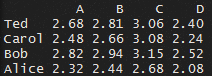 A B C D
Ted 2.68 2.81 3.06 2.40
Carol 2.48 2.66 3.08 2.24
Bob 2.82 2.94 3.15 2.52
Alice 2.32 2.44 2.68 2.08